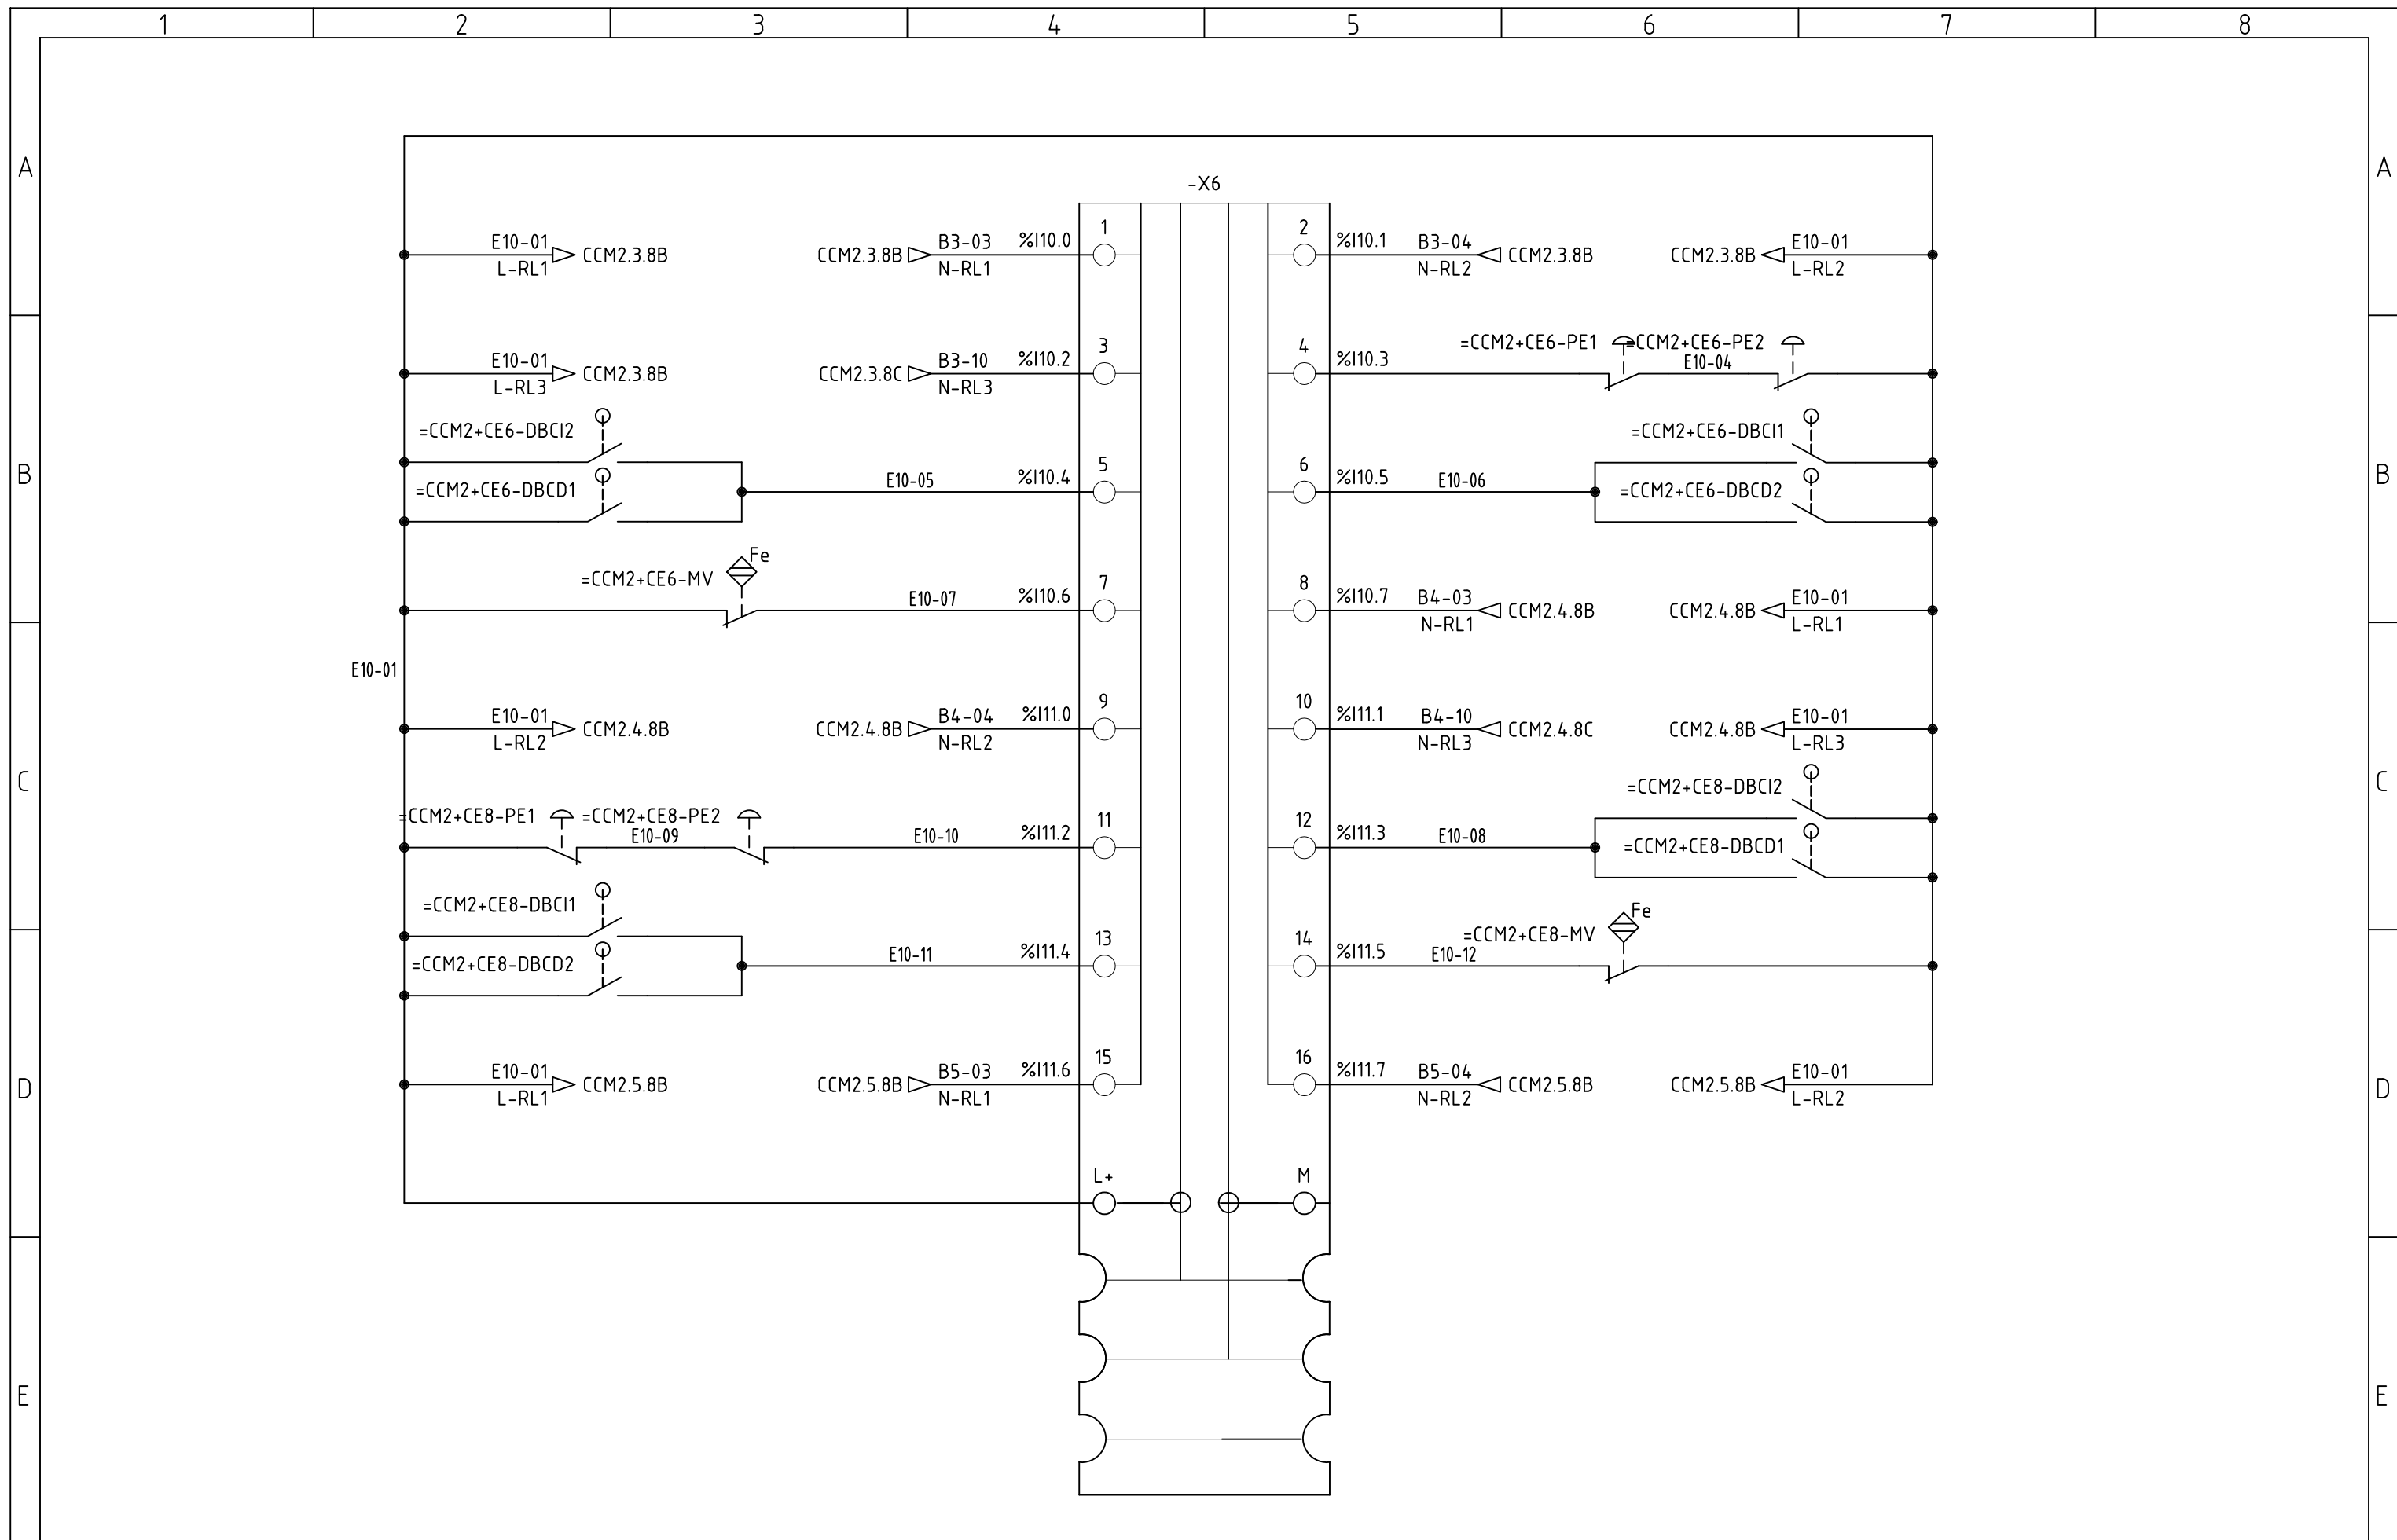 1 2 3 4 5 6 7 8
A A
-X6
1 2
E10-01 B3-03 %I10.0 %I10.1 B3-04 E10-01
CCM2.3.8B CCM2.3.8B CCM2.3.8B CCM2.3.8B
L-RL1 N-RL1 N-RL2 L-RL2
3 4
=CCM2+CE6-PE1 =CCM2+CE6-PE2
E10-01 B3-10 %I10.2 %I10.3 E10-04
CCM2.3.8B CCM2.3.8C
L-RL3 N-RL3
=CCM2+CE6-DBCI2 =CCM2+CE6-DBCI1
B B
5 6
E10-05 %I10.4 %I10.5 E10-06
=CCM2+CE6-DBCD1 =CCM2+CE6-DBCD2
Fe
=CCM2+CE6-MV
7 8
E10-07 %I10.6 %I10.7 B4-03 E10-01
CCM2.4.8B CCM2.4.8B
N-RL1 L-RL1
E10-01
9 10
E10-01 B4-04 %I11.0 %I11.1 B4-10 E10-01
CCM2.4.8B CCM2.4.8B CCM2.4.8C CCM2.4.8B
L-RL2 N-RL2 N-RL3 L-RL3
C C
=CCM2+CE8-DBCI2
=CCM2+CE8-PE1 =CCM2+CE8-PE2
11 12
E10-09 E10-10 %I11.2 %I11.3 E10-08
=CCM2+CE8-DBCD1
=CCM2+CE8-DBCI1
Fe
=CCM2+CE8-MV
13 14
E10-11 %I11.4 %I11.5 E10-12
=CCM2+CE8-DBCD2
15 16
E10-01 B5-03 %I11.6 %I11.7 B5-04 E10-01
CCM2.5.8B CCM2.5.8B CCM2.5.8B CCM2.5.8B
L-RL1 N-RL1 N-RL2 L-RL2
D D
L+ M
E E